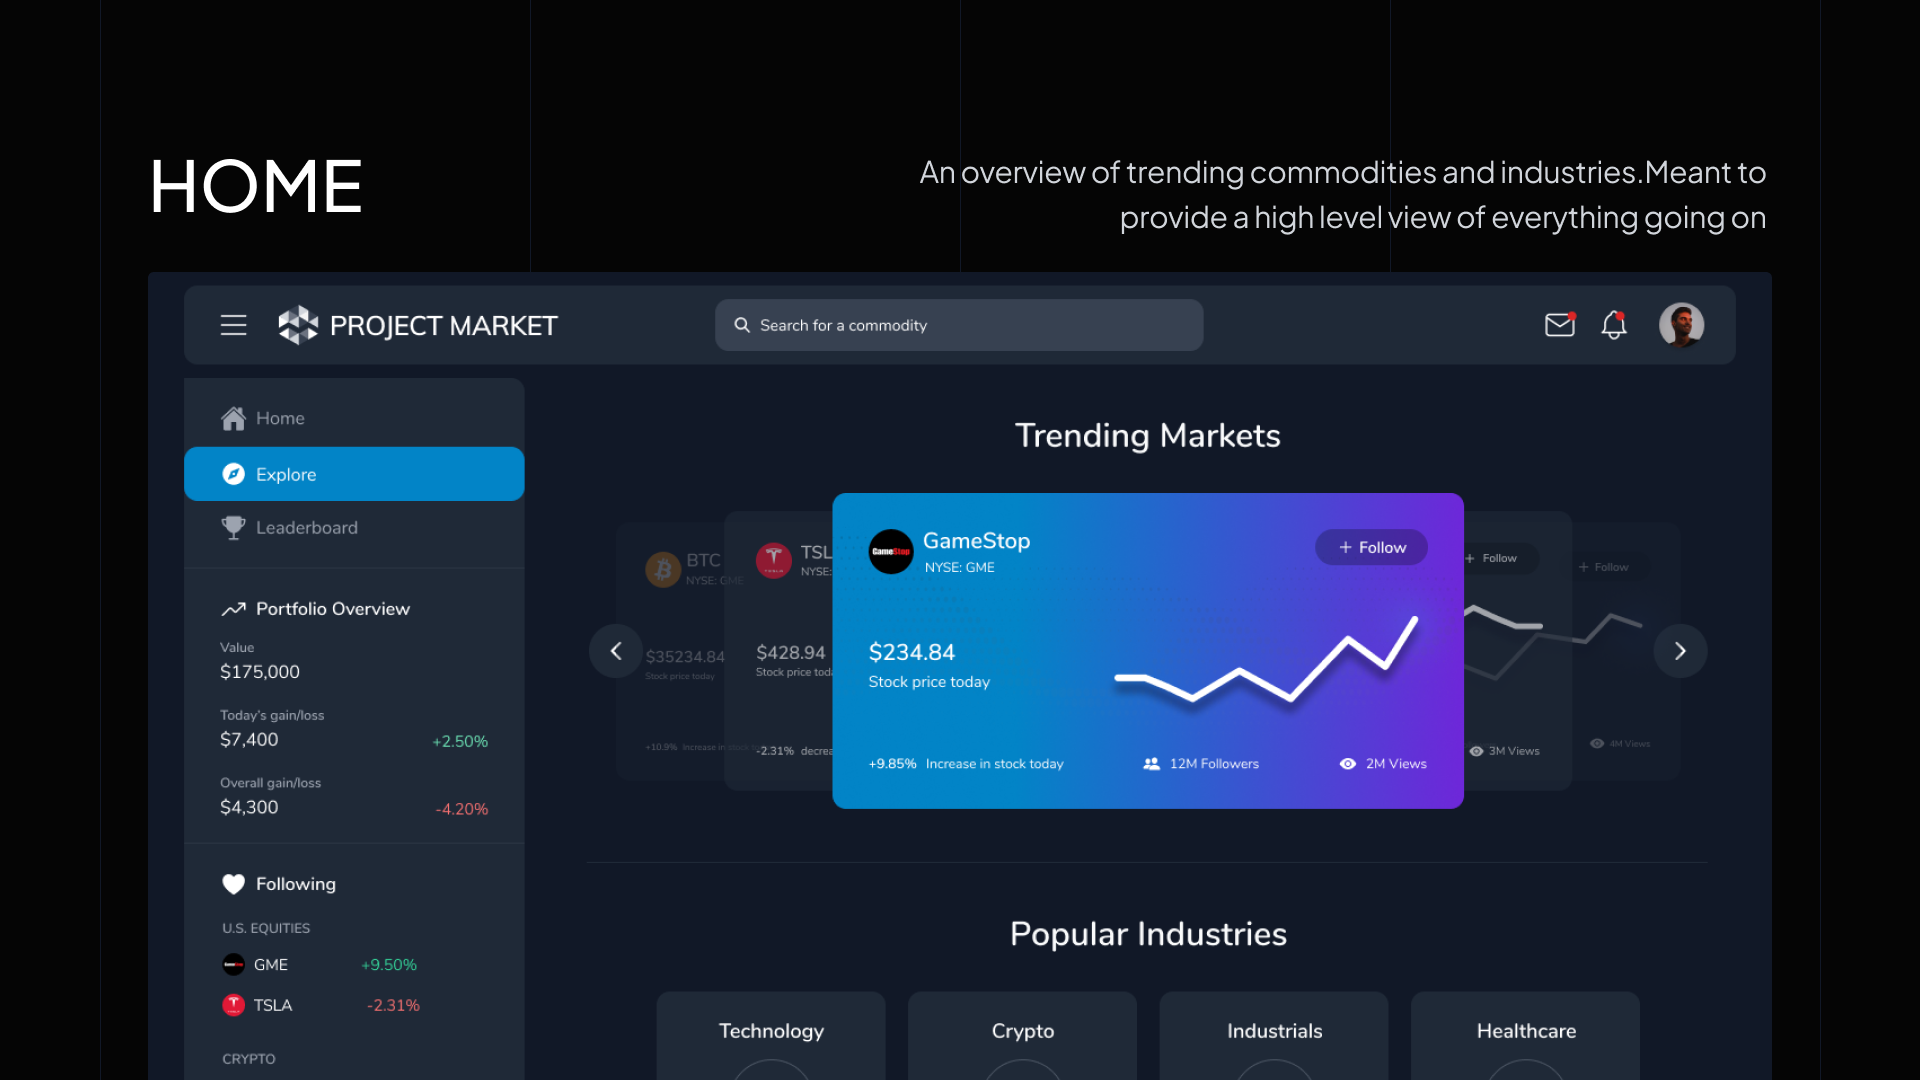 HOME
An overview of trending commodities and industries.Meant to
provide a high level view of everything going on
PROJECT MARKET
Search for a commodity
Home
Explore
Leaderboard
Portfolio Overview
Value
$175,000
Today's gain/loss
$7,400
+2.50%
Overall gain/loss
$4,300
-4.20%
Following
U.S. EQUITIES
GME
+9.50%
TSLA
-2.31%
CRYPTO
Trending Markets
BTC
NYSE: GME
$35234.84
Stock price today
+10.9% Increase in stock
TSL
NYSE:
$428.94
Stock price
-2.31%
GameStop
GameStop
NYSE: GME
+ Follow
$234.84
Stock price today
+9.85% Increase in stock today
12M Followers
2M Views
+ Follow
3M Views
+ Follow
4M Views
Popular Industries
Technology
Crypto
Industrials
Healthcare